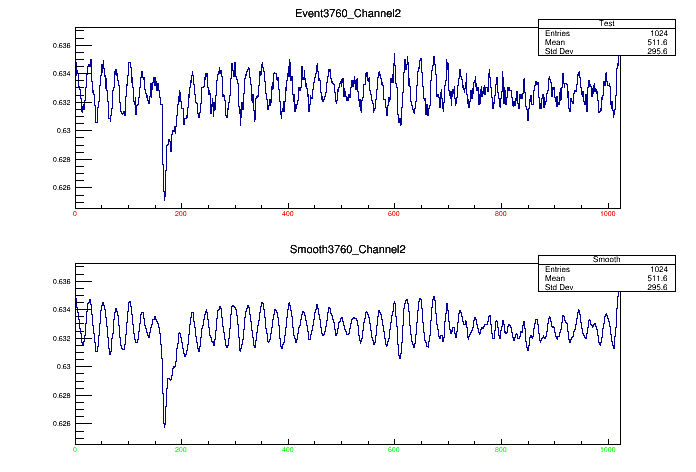 Event3760_Channel2
Test
Entries 1024
Mean 511.6
Std Dev 295.6
0.636
0.634
0.632
0.63
0.628
0.626
0 200 400 600 800 1000
Smooth3760_Channel2
Smooth
Entries 1024
Mean 511.6
Std Dev 295.6
0.636
0.634
0.632
0.63
0.628
0.626
0 200 400 600 800 1000